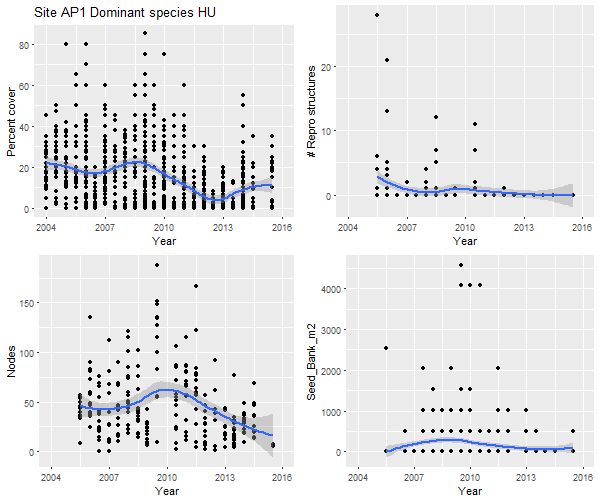 Site AP1 Dominant species HU
Percent cover
80
60
40
20
0
2004 2007 2010 2013 2016
Year
# Repro structures
20
10
0
2004 2007 2010 2013 2016
Year
Nodes
150
100
50
0
2004 2007 2010 2013 2016
Year
Seed_Bank_m2
4000
3000
2000
1000
0
2004 2007 2010 2013 2016
Year